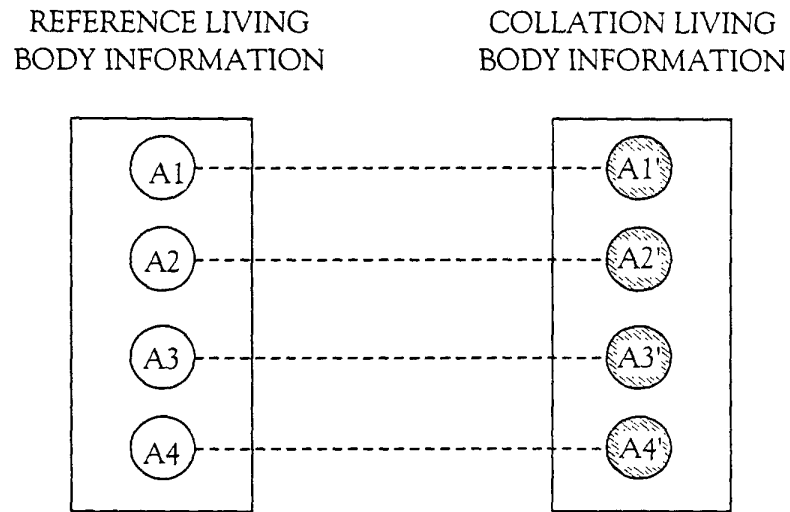 REFERENCE LIVING
BODY INFORMATION
COLLATION LIVING
BODY INFORMATION
A1
A1'
A2
A2'
A3
A3'
A4
A4'